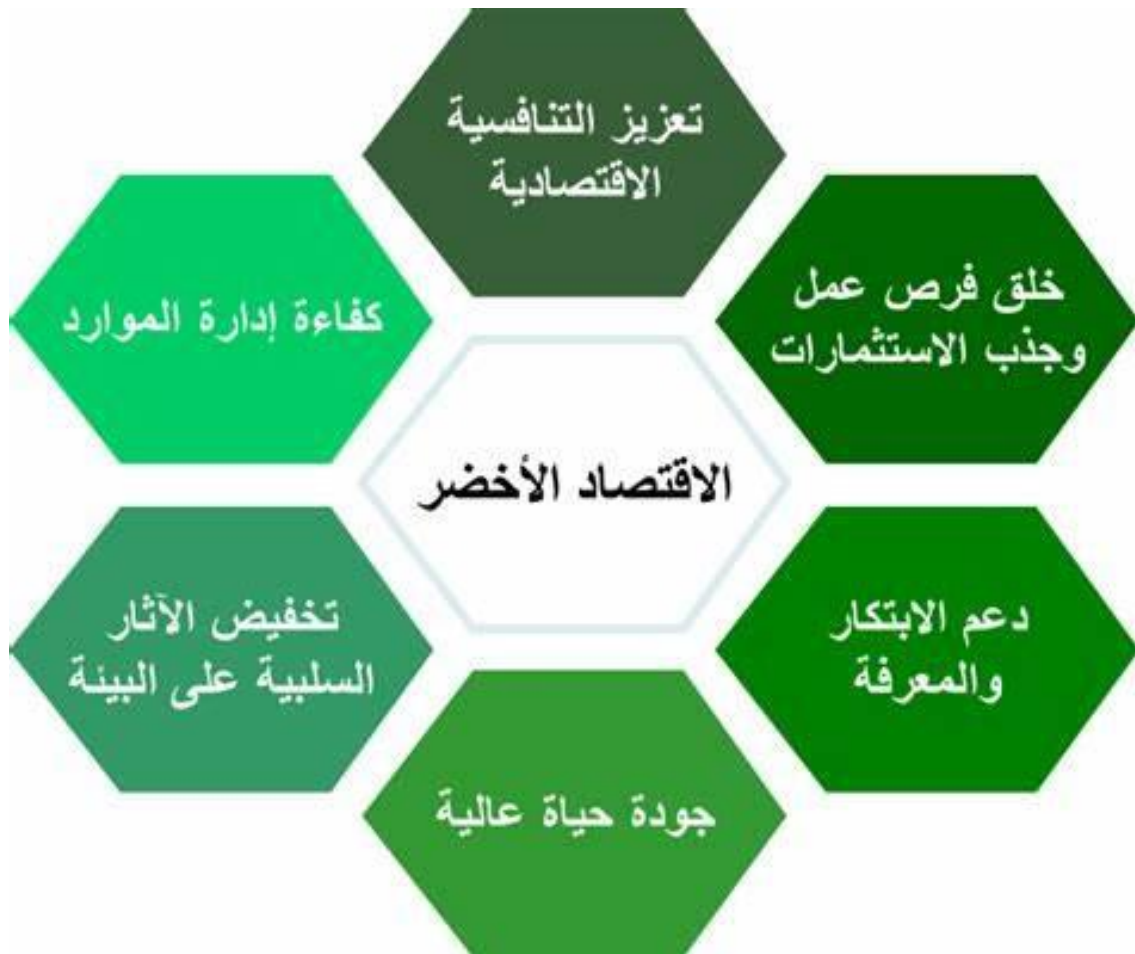 تعزيز التنافسية
الاقتصادية
خلق فرص عمل
وجذب الاستثمارات
كفاءة إدارة الموارد
الاقتصاد الأخضر
دعم الابتكار
والمعرفة
تخفيض الآثار
السلبية على البيئة
جودة حياة عالية